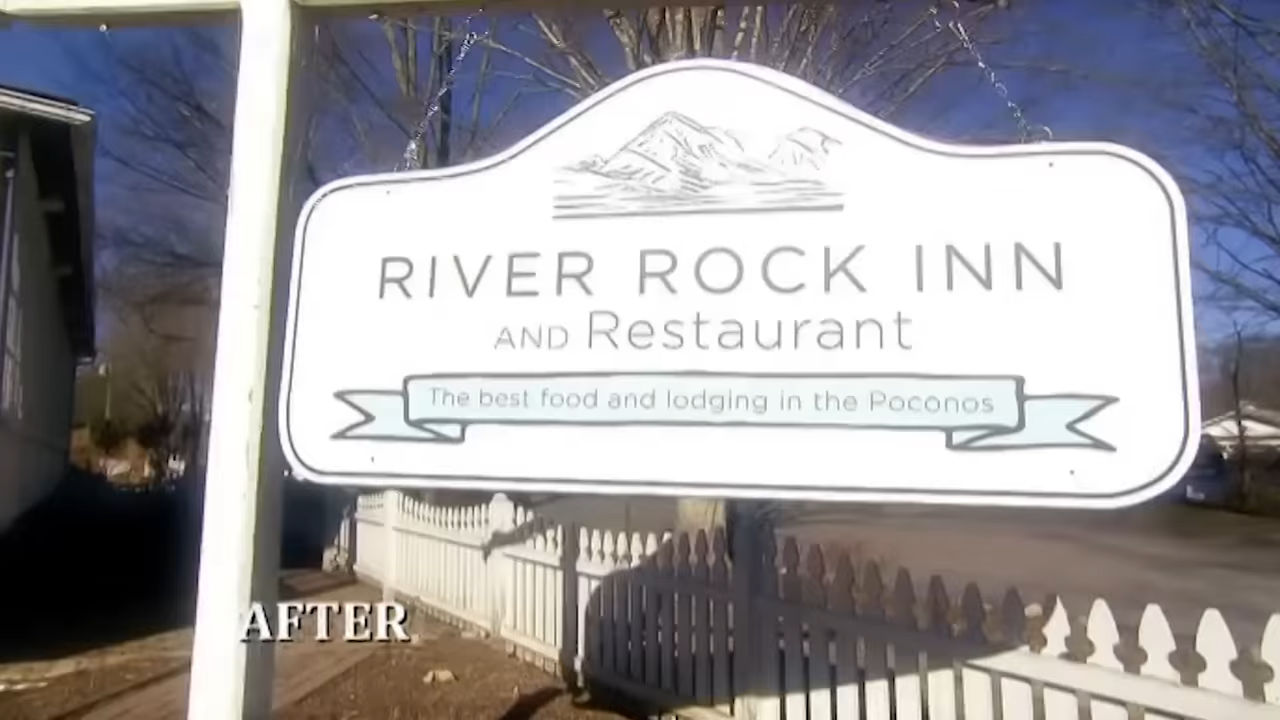 RIVER ROCK INN
AND Restaurant
The best food and lodging in the Poconos
AFTER